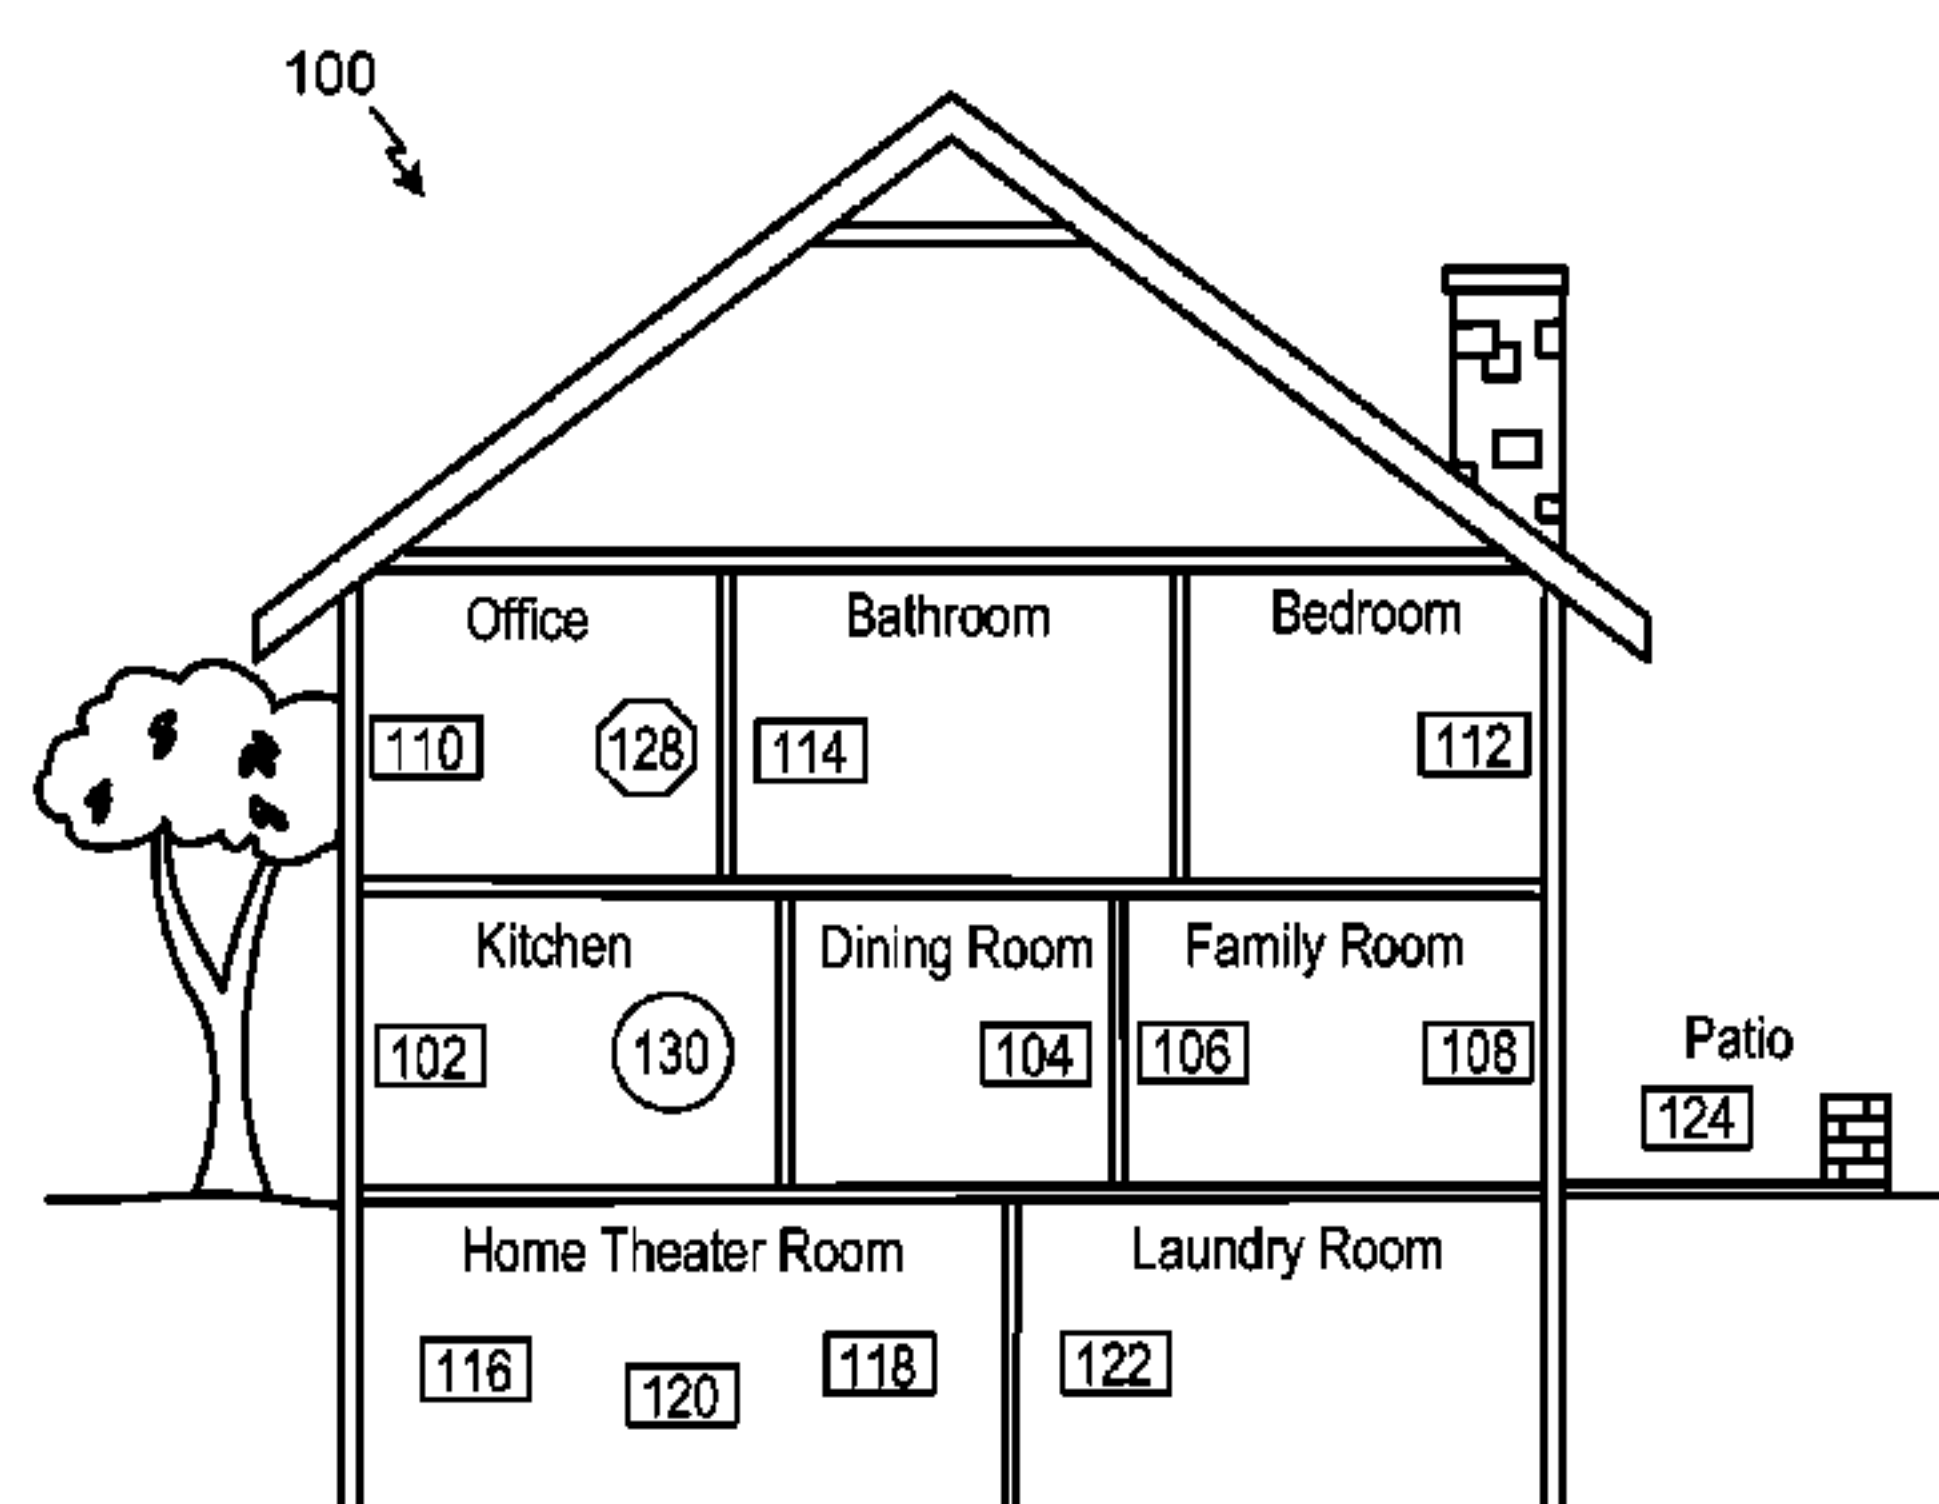 100
Office
Bathroom
Bedroom
110
128
114
112
Kitchen
Dining Room
Family Room
102
130
104
106
108
Patio
124
Home Theater Room
Laundry Room
116
120
118
122